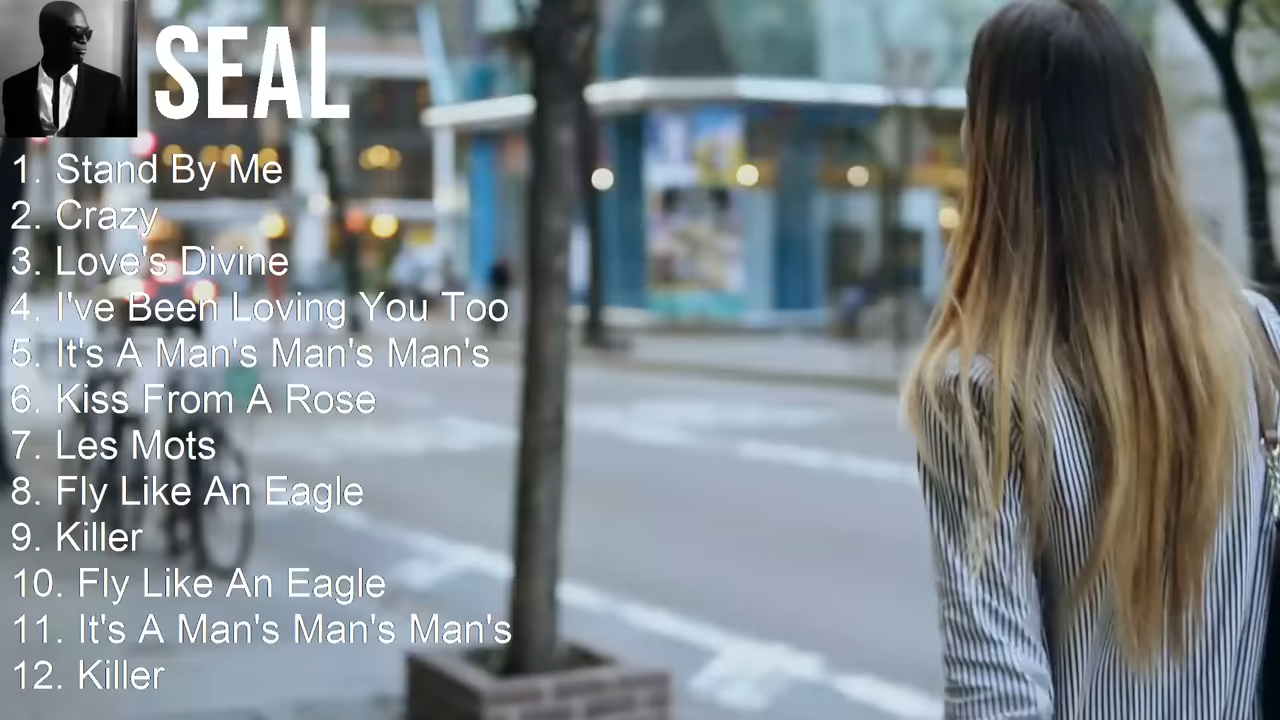 SEAL
1. Stand By Me
2. Crazy
3. Love's Divine
4. I've Been Loving You Too
5. It's A Man's Man's Man's
6. Kiss From A Rose
7. Les Mots
8. Fly Like An Eagle
9. Killer
10. Fly Like An Eagle
11. It's A Man's Man's Man's
12. Killer